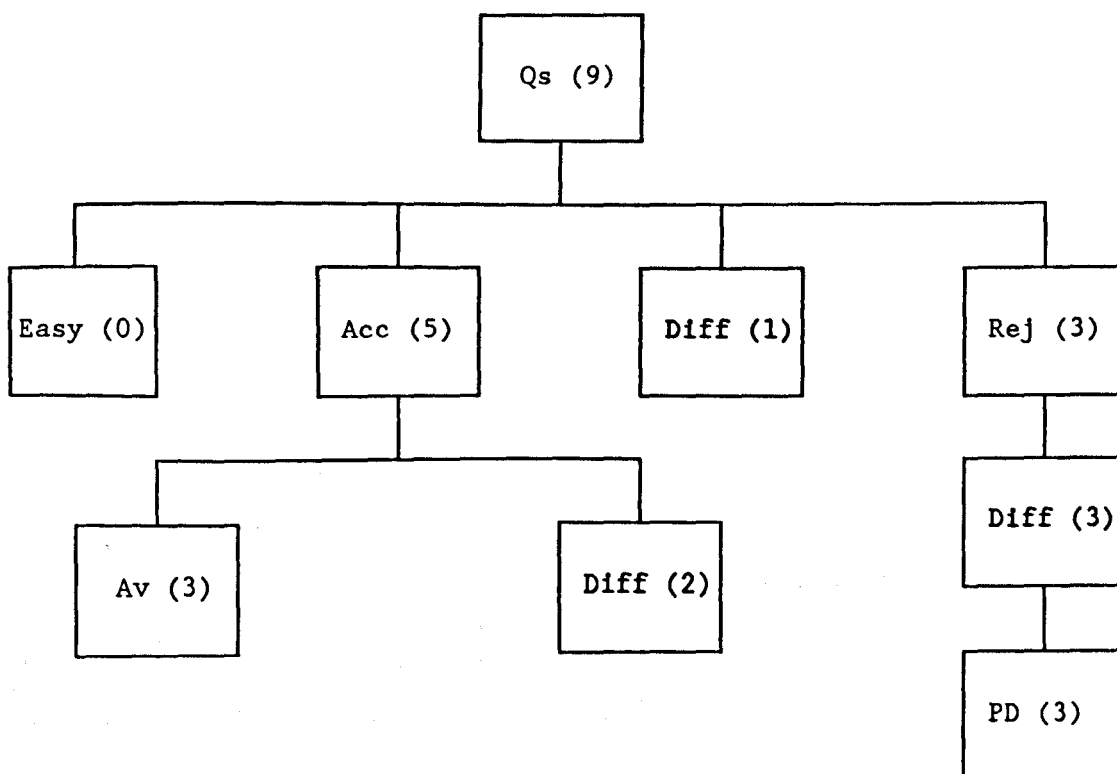 Qs (9)
Easy (0)
Acc (5)
Diff (1)
Rej (3)
Av (3)
Diff (2)
Diff (3)
PD (3)